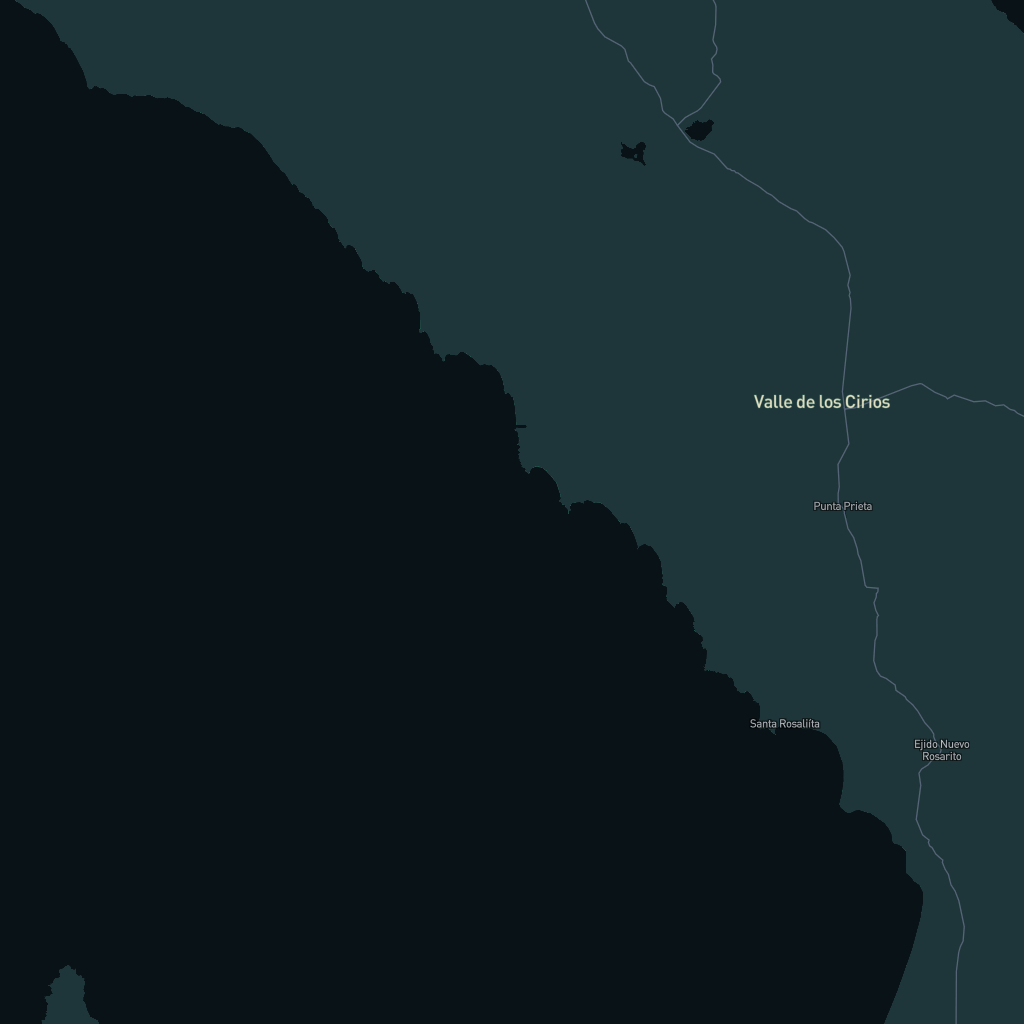 Valle de los Cirios
Punta Prieta
Santa Rosaliíta
Ejido Nuevo
Rosarito